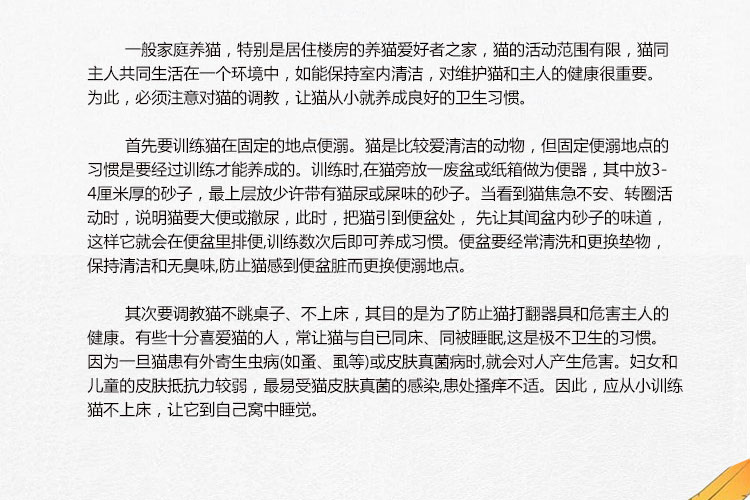 一般家庭养猫，特别是居住楼房的养猫爱好者之家，猫的活动范围有限，猫同
主人共同生活在一个环境中，如能保持室内清洁，对维护猫和主人的健康很重要。
为此，必须注意对猫的调教，让猫从小就养成良好的卫生习惯。
首先要训练猫在固定的地点便溺。猫是比较爱清洁的动物，但固定便溺地点的
习惯是要经过训练才能养成的。训练时,在猫旁放一废盆或纸箱做为便器，其中放3-
4厘米厚的砂子，最上层放少许带有猫尿或屎味的砂子。当看到猫焦急不安、转圈活
动时，说明猫要大便或撤尿，此时，把猫引到便盆处， 先让其闻盆内砂子的味道，
这样它就会在便盆里排便,训练数次后即可养成习惯。便盆要经常清洗和更换垫物，
保持清洁和无臭味,防止猫感到便盆脏而更换便溺地点。
其次要调教猫不跳桌子、不上床，其目的是为了防止猫打翻器具和危害主人的
健康。有些十分喜爱猫的人，常让猫与自已同床、同被睡眠,这是极不卫生的习惯。
因为一旦猫患有外寄生虫病(如蚤、虱等)或皮肤真菌病时,就会对人产生危害。妇女和
儿童的皮肤抵抗力较弱，最易受猫皮肤真菌的感染,患处搔痒不适。因此，应从小训练
猫不上床，让它到自己窝中睡觉。